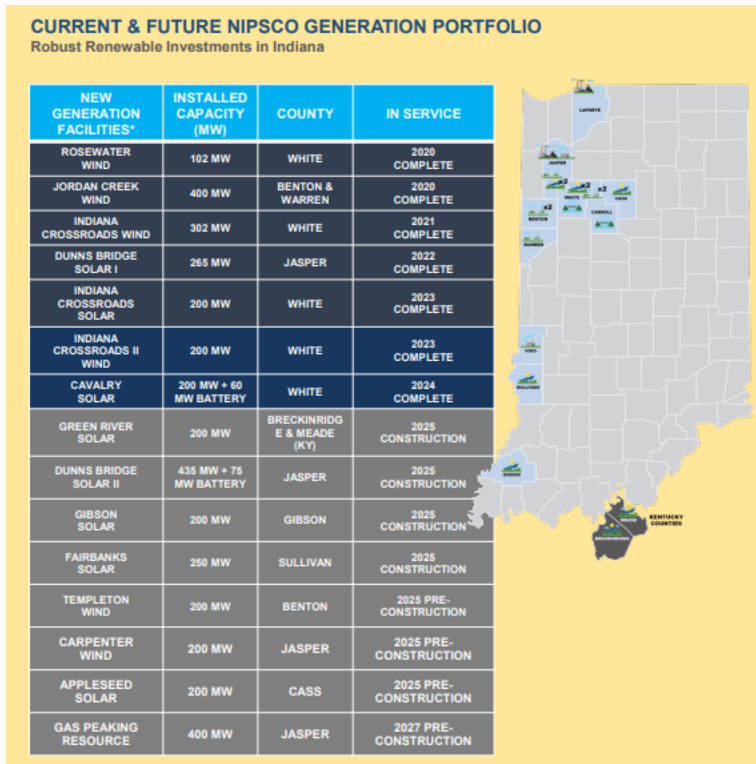 CURRENT & FUTURE NIPSCO GENERATION PORTFOLIO
Robust Renewable Investments in Indiana
NEW
GENERATION
FACILITIES*
INSTALLED
CAPACITY
(MW)
COUNTY
IN SERVICE
ROSEWATER
WIND
102 MW
WHITE
2020
COMPLETE
JORDAN CREEK
WIND
400 MW
BENTON &
WARREN
2020
COMPLETE
INDIANA
CROSSROADS WIND
302 MW
WHITE
2021
COMPLETE
DUNNS BRIDGE
SOLAR I
265 MW
JASPER
2022
COMPLETE
INDIANA
CROSSROADS
SOLAR
200 MW
WHITE
2023
COMPLETE
INDIANA
CROSSROADS II
WIND
200 MW
WHITE
2023
COMPLETE
CAVALRY
SOLAR
200 MW + 60
MW BATTERY
WHITE
2024
COMPLETE
GREEN RIVER
SOLAR
200 MW
BRECKINRIDG
E & MEADE
(KY)
2025
CONSTRUCTION
DUNNS BRIDGE
SOLAR II
435 MW + 75
MW BATTERY
JASPER
2025
CONSTRUCTION
GIBSON
SOLAR
200 MW
GIBSON
2025
CONSTRUCTION
FAIRBANKS
SOLAR
250 MW
SULLIVAN
2025
CONSTRUCTION
TEMPLETON
WIND
200 MW
BENTON
2025 PRE-
CONSTRUCTION
CARPENTER
WIND
200 MW
JASPER
2025 PRE-
CONSTRUCTION
APPLESEED
SOLAR
200 MW
CASS
2025 PRE-
CONSTRUCTION
GAS PEAKING
RESOURCE
400 MW
JASPER
2027 PRE-
CONSTRUCTION
LAPORTE
JASPER
x2
x2
x2
WHITE
CASS
x2
BENTON
CARROLL
WARREN
VIGO
SULLIVAN
GIBSON
MEADE
KENTUCKY
COUNTIES
BRECKINRIDGE